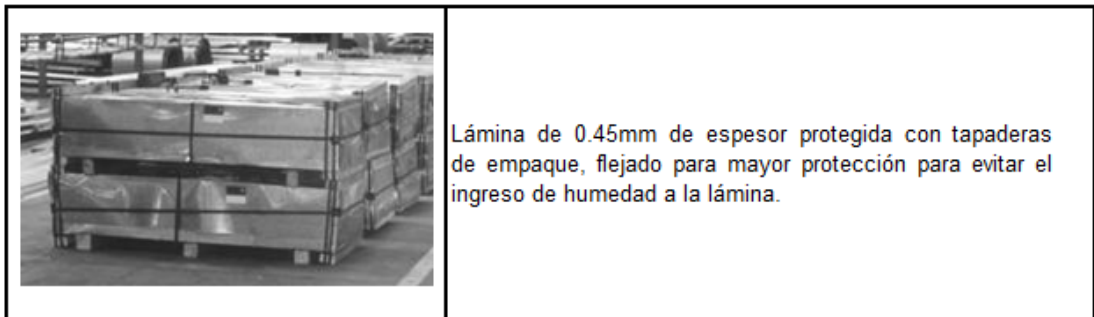 Lámina de 0.45mm de espesor protegida con tapaderas
de empaque, flejado para mayor protección para evitar el
ingreso de humedad a la lámina.